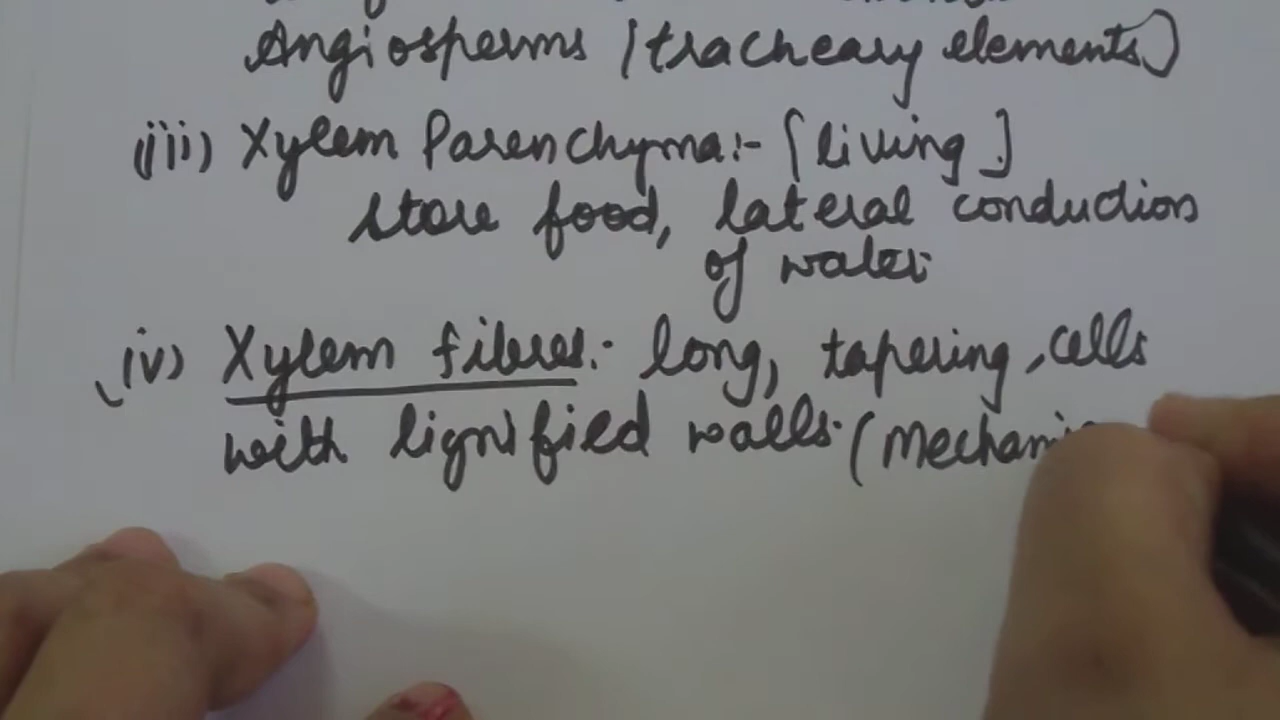 Angiosperms (tracheary elements)
(iii) Xylem Parenchyma:- [living]
store food, lateral conduction
of water.
(iv) Xylem fibres:- long, tapering, cells
with lignified walls. (Mechani